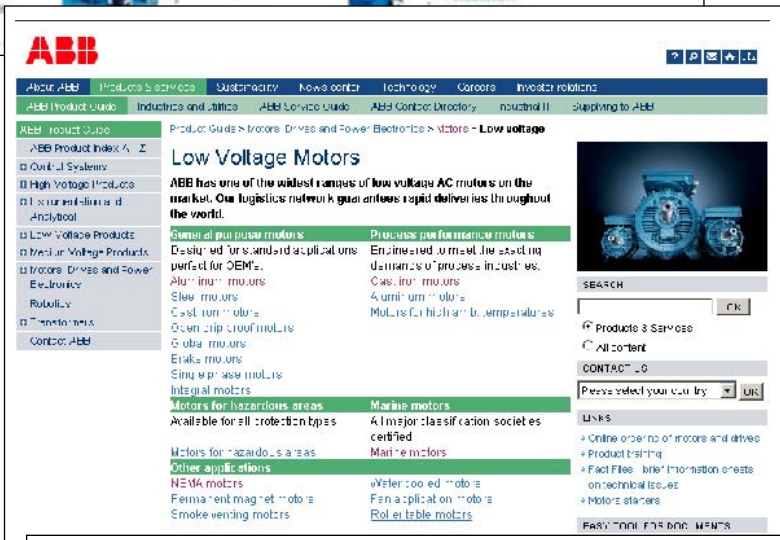 ABB
About ABB Products & services Sustainability News center Technology Careers Investor relations
ABB Product Guide Industries and utilities ABB Service Guide ABB Contact Directory Industrial IT Supplying to ABB
ABB Product Guide
ABB Product Index A - Z
Control Systems
High Voltage Products
Instrumentation and
Analytical
Low Voltage Products
Medium Voltage Products
Motors, Drives and Power
Electronics
Robotics
Transformers
Contact ABB
Product Guide > Motors, Drives and Power Electronics > Motors > Low voltage
Low Voltage Motors
ABB has one of the widest ranges of low voltage AC motors on the
market. Our logistics network guarantees rapid deliveries throughout
the world.
General purpose motors
Designed for standard applications
perfect for OEM's.
Aluminum motors
Steel motors
Cast iron motors
Open drip proof motors
Global motors
Brake motors
Single phase motors
Integral motors
Process performance motors
Engineered to meet the exacting
demands of process industries.
Cast iron motors
Aluminum motors
Motors for high amb. temperatures
Motors for hazardous areas
Available for all protection types
Motors for hazardous areas
Marine motors
All major classification societies
certified
Marine motors
Other applications
NEMA motors
Permanent magnet motors
Smoke venting motors
Water cooled motors
Fan application motors
Roller table motors
SEARCH
OK
Products & Services
All content
CONTACT US
Please select your country OK
LINKS
Online ordering of motors and drives
Product training
Fact Files - brief information sheets
on technical issues
Motors starters
EASY TOOL FOR DOCUMENTS